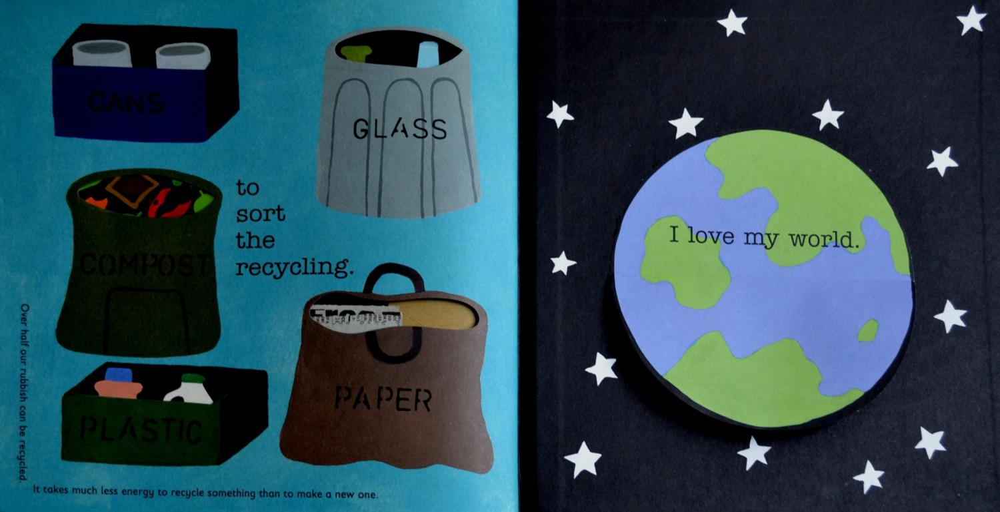 CANS
GLASS
COMPOST
to
sort
the
recycling.
PLASTIC
PAPER
Over half our rubbish can be recycled.
It takes much less energy to recycle something than to make a new one.
I love my world.